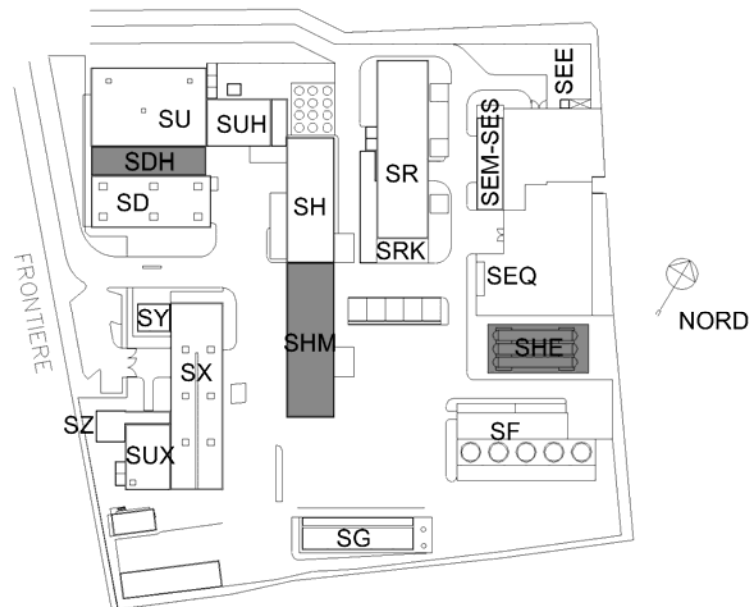 SEE
SU
SUH
SEM-SES
SDH
SR
SD
SH
SRK
FRONTIERE
SEQ
SY
NORD
SHM
SHE
SX
SZ
SF
SUX
SG